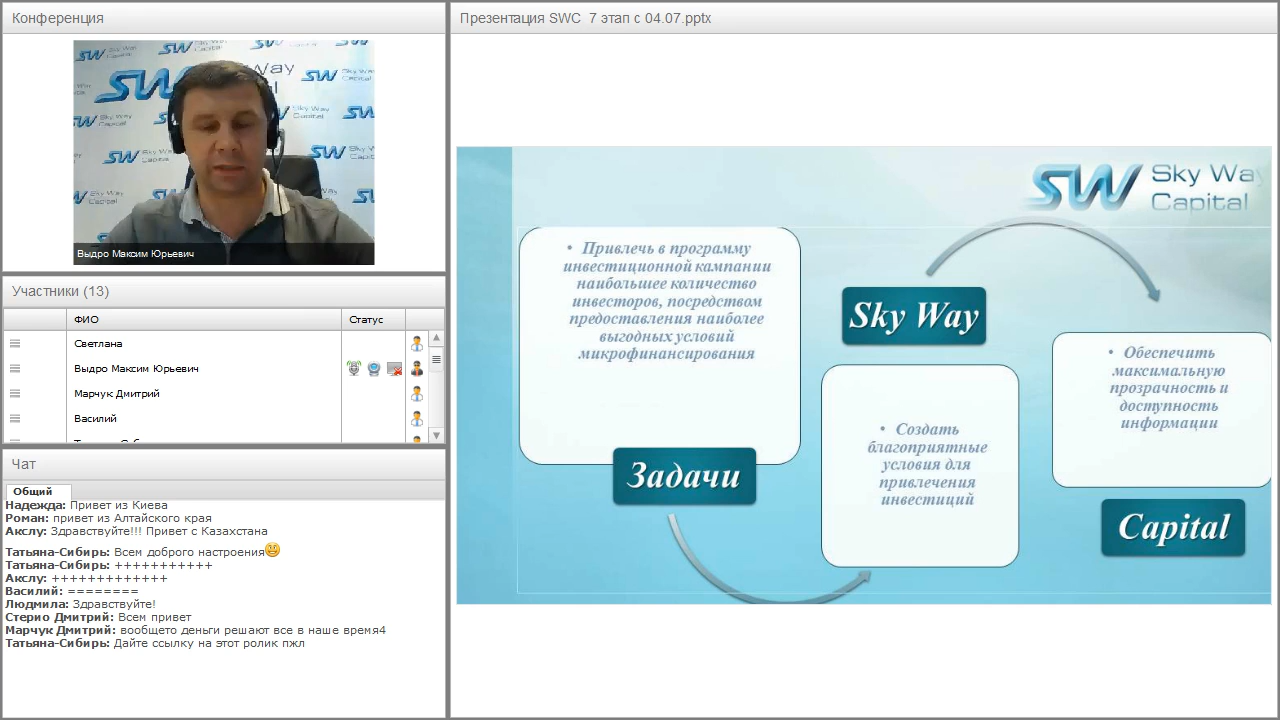 Конференция
SW Sky Way Capital
Выдро Максим Юрьевич
Участники (13)
ФИО
Статус
Светлана
Выдро Максим Юрьевич
Марчук Дмитрий
Василий
Чат
Общий
Надежда: Привет из Киева
Роман: привет из Алтайского края
Акслу: Здравствуйте!!! Привет с Казахстана
Татьяна-Сибирь: Всем доброго настроения
Татьяна-Сибирь: +++++++++++
Акслу: +++++++++++++
Василий: ========
Людмила: Здравствуйте!
Стерио Дмитрий: Всем привет
Марчук Дмитрий: вообщето деньги решают все в наше время4
Татьяна-Сибирь: Дайте ссылку на этот ролик пжл
Презентация SWC 7 этап с 04.07.pptx
SW Sky Way
Capital
• Привлечь в программу
инвестиционной кампании
наибольшее количество
инвесторов, посредством
предоставления наиболее
выгодных условий
микрофинансирования
Задачи
Sky Way
• Создать
благоприятные
условия для
привлечения
инвестиций
• Обеспечить
максимальную
прозрачность и
доступность
информации
Capital